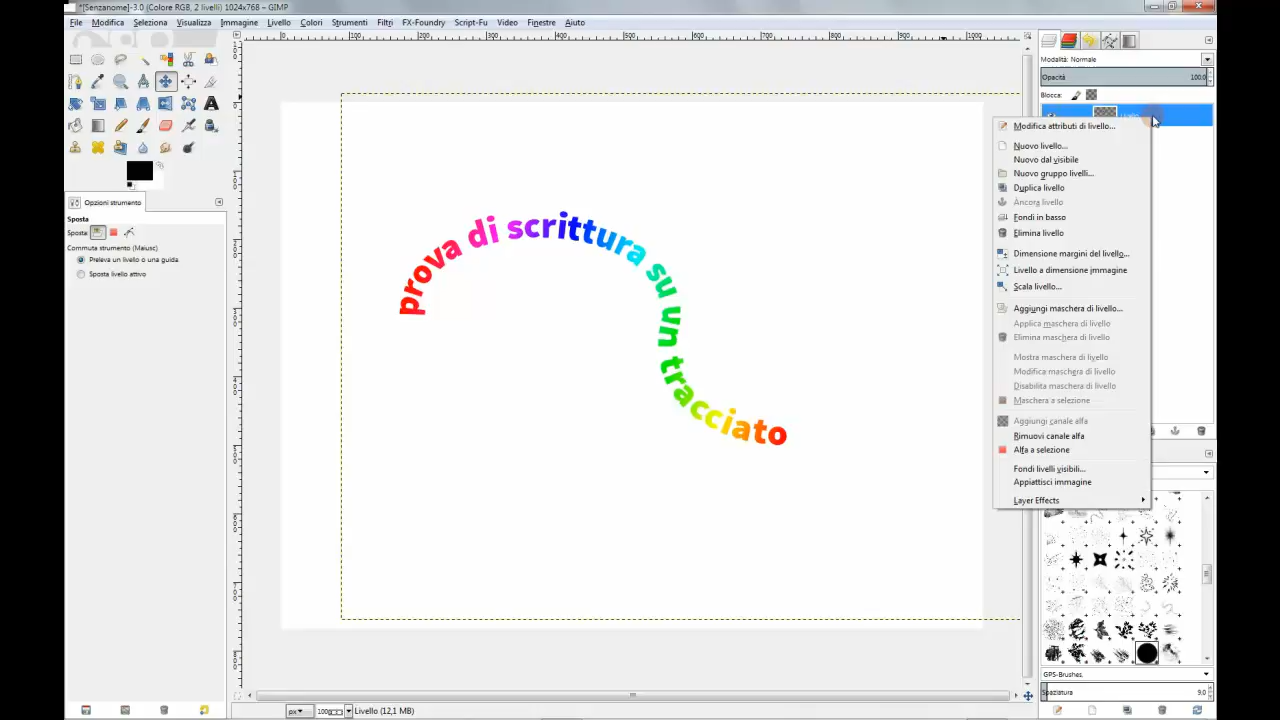 *[Senzanome]-3.0 (Colore RGB, 2 livelli) 1024x768 – GIMP
File Modifica Seleziona Visualizza Immagine Livello Colori Strumenti Filtri FX-Foundry Script-Fu Video Finestre Aiuto
Modalità: Normale
Opacità 100,0
Blocca:
Modifica attributi di livello...
Nuovo livello...
Nuovo dal visibile
Nuovo gruppo livelli...
Duplica livello
Àncora livello
Fondi in basso
Elimina livello
Dimensione margini del livello...
Livello a dimensione immagine
Scala livello...
Aggiungi maschera di livello...
Applica maschera di livello
Elimina maschera di livello
Mostra maschera di livello
Modifica maschera di livello
Disabilita maschera di livello
Maschera a selezione
Aggiungi canale alfa
Rimuovi canale alfa
Alfa a selezione
Fondi livelli visibili...
Appiattisci immagine
Layer Effects
Opzioni strumento
Sposta
Sposta:
Commuta strumento (Maiusc)
Preleva un livello o una guida
Sposta livello attivo
prova di scrittura su un tracciato
GPS-Brushes,
Spaziatura 9,0
px 100 Livello (12,1 MB)